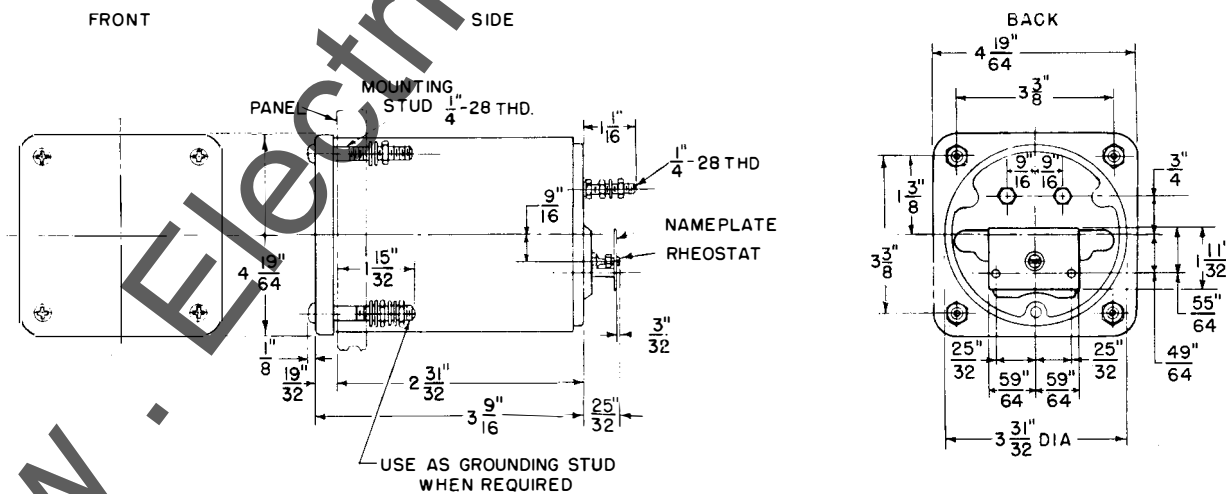 FRONT
SIDE
BACK
PANEL
MOUNTING
STUD 1/4"-28 THD.
1 1/16"
1/4"-28 THD
9/16"
NAMEPLATE
RHEOSTAT
4 19/64"
1 15/32"
3/32"
1/8"
19/32"
2 31/32"
3 9/16"
25/32"
USE AS GROUNDING STUD
WHEN REQUIRED
4 19/64"
3 3/8"
9/16" 9/16"
3/4"
1 3/8"
3 3/8"
1 11/32"
55/64"
49/64"
25/32"
25/32"
59/64" 59/64"
3 31/32" DIA
w . Electr